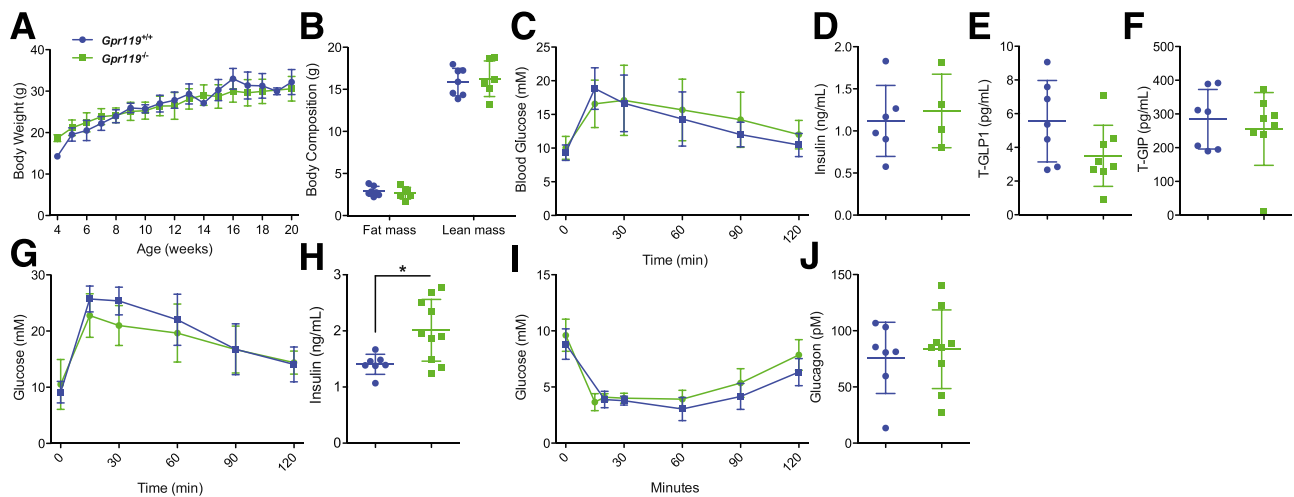 A
Gpr119+/+
Gpr119-/-
Body Weight (g)
40
30
20
10
0
4 6 8 10 12 14 16 18 20
Age (weeks)
B
Body Composition (g)
20
15
10
5
0
Fat mass Lean mass
C
Blood Glucose (mM)
25
20
15
10
5
0
0 30 60 90 120
Time (min)
D
Insulin (ng/mL)
2.0
1.5
1.0
0.5
0.0
E
T-GLP1 (pg/mL)
10
8
6
4
2
0
F
T-GIP (pg/mL)
500
400
300
200
100
0
G
Glucose (mM)
30
20
10
0
0 30 60 90 120
Time (min)
H
Insulin (ng/mL)
3
2
1
0
*
I
Glucose (mM)
15
10
5
0
0 30 60 90 120
Minutes
J
Glucagon (pM)
150
100
50
0